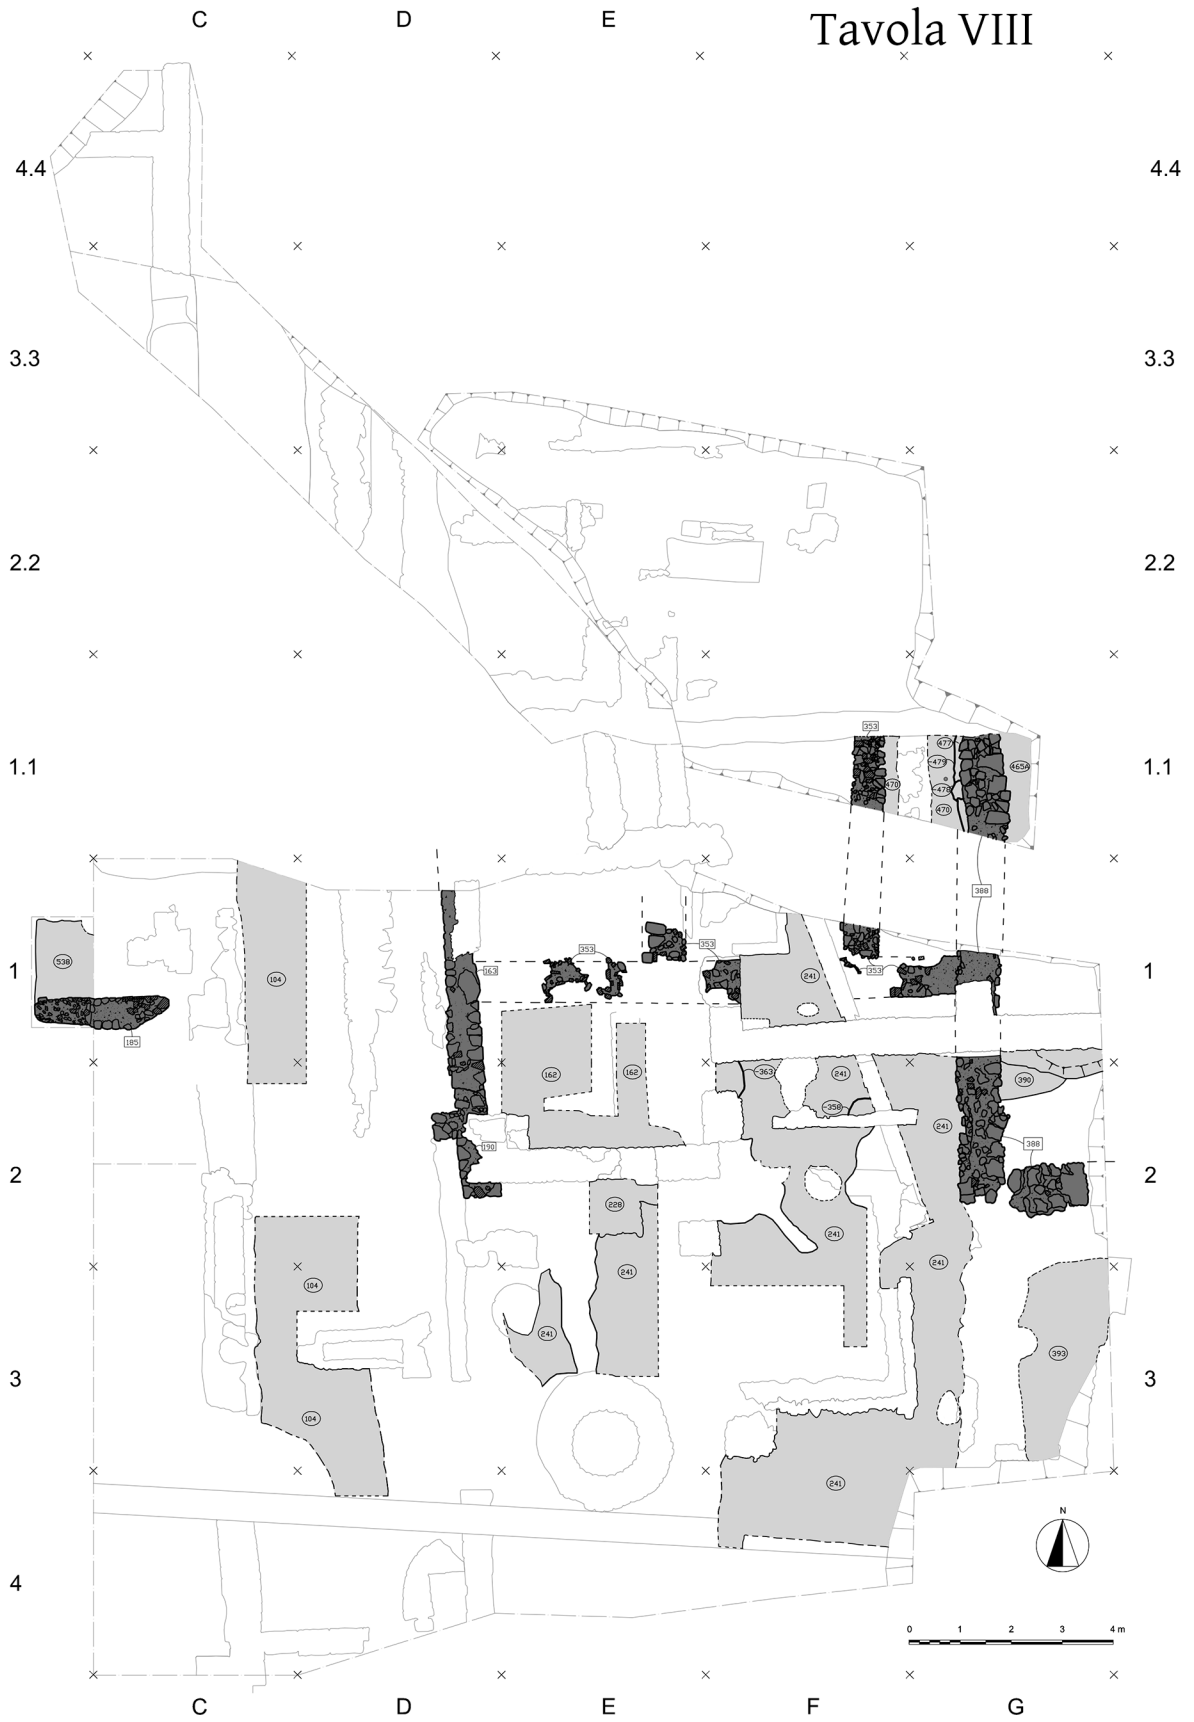 Tavola VIII
C D E
4.4 4.4
3.3 3.3
2.2 2.2
353
477
1.1 479 465A 1.1
470 478
470
388
538 353 353
1 104 163 241 353 1
185
162 162 363 241 390
358
241
190 388
2 228 2
241
104 241 241
241 393
3 3
104
241
N
4
0 1 2 3 4 m
C D E F G